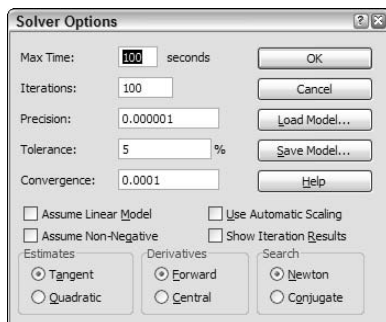 Solver Options
Max Time: 100 seconds OK
Iterations: 100 Cancel
Precision: 0.000001 Load Model...
Tolerance: 5 % Save Model...
Convergence: 0.0001 Help
Assume Linear Model Use Automatic Scaling
Assume Non-Negative Show Iteration Results
Estimates Derivatives Search
Tangent Forward Newton
Quadratic Central Conjugate